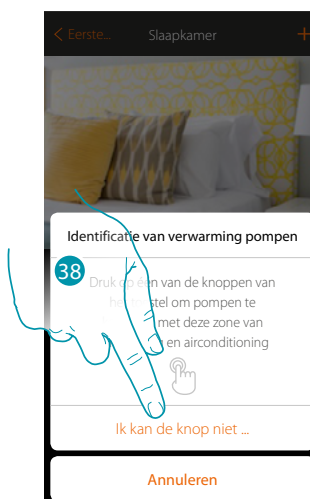 < Eerste... Slaapkamer +
Identificatie van verwarming pompen
38
Druk op een van de knoppen van
stel om pompen te
met deze zone van
en airconditioning
Ik kan de knop niet ...
Annuleren